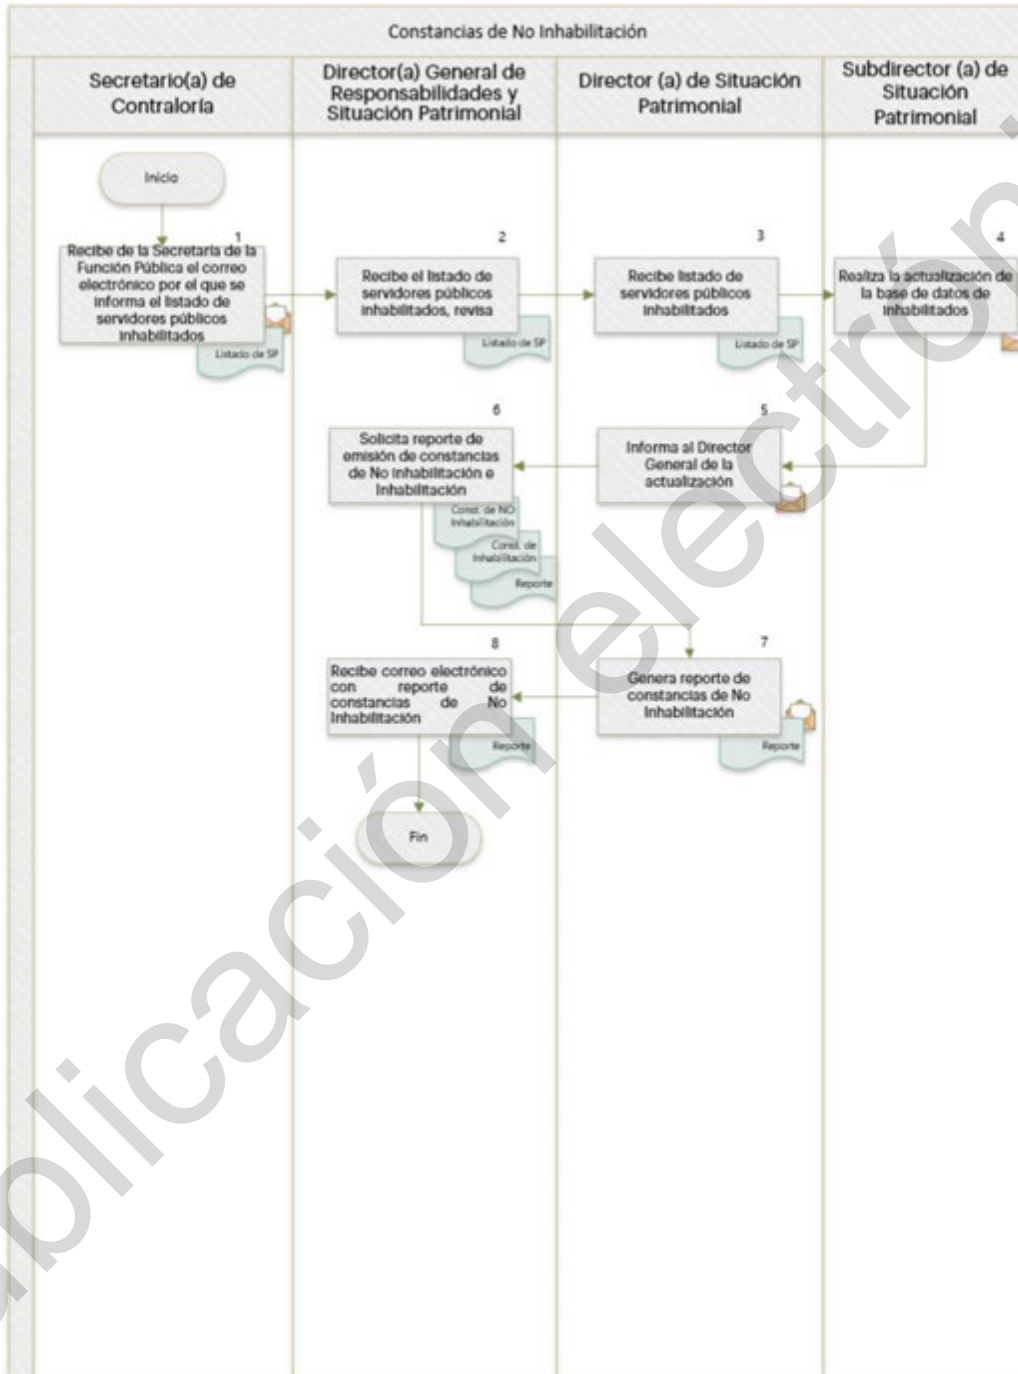 Constancias de No Inhabilitación
Secretario(a) de
Contraloría
Director(a) General de
Responsabilidades y
Situación Patrimonial
Director (a) de Situación
Patrimonial
Subdirector (a) de
Situación
Patrimonial
Inicio
1
Recibe de la Secretaría de la
Función Pública el correo
electrónico por el que se
informa el listado de
servidores públicos
inhabilitados
Listado de SP
2
Recibe el listado de
servidores públicos
inhabilitados, revisa
Listado de SP
3
Recibe listado de
servidores públicos
inhabilitados
Listado de SP
4
Realiza la actualización de
la base de datos de
inhabilitados
5
Informa al Director
General de la
actualización
6
Solicita reporte de
emisión de constancias
de No inhabilitación e
Inhabilitación
Const. de NO
Inhabilitación
Const. de
Inhabilitación
Reporte
7
Genera reporte de
constancias de No
Inhabilitación
Reporte
8
Recibe correo electrónico
con reporte de
constancias de No
Inhabilitación
Reporte
Fin
ublicación electrón